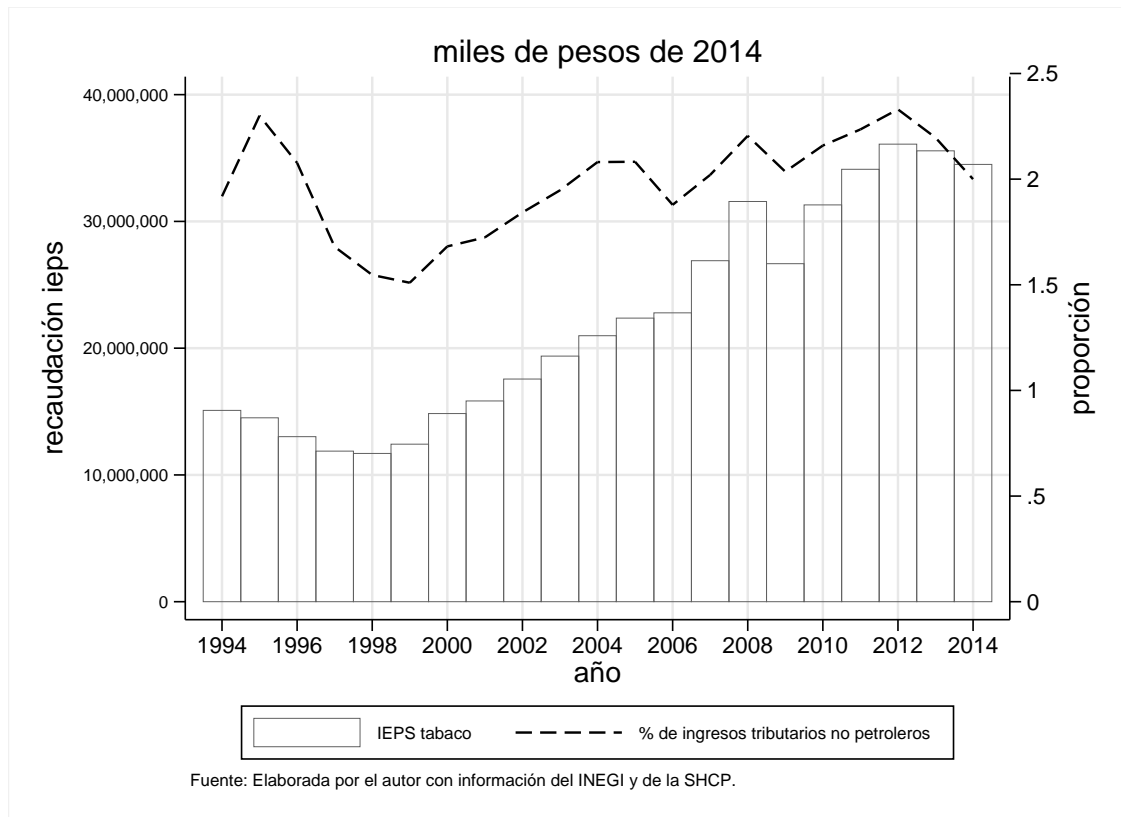 miles de pesos de 2014
40,000,000
30,000,000
20,000,000
10,000,000
0
recaudación ieps
2.5
2
1.5
1
.5
0
proporción
1994 1996 1998 2000 2002 2004 2006 2008 2010 2012 2014
año
IEPS tabaco % de ingresos tributarios no petroleros
Fuente: Elaborada por el autor con información del INEGI y de la SHCP.